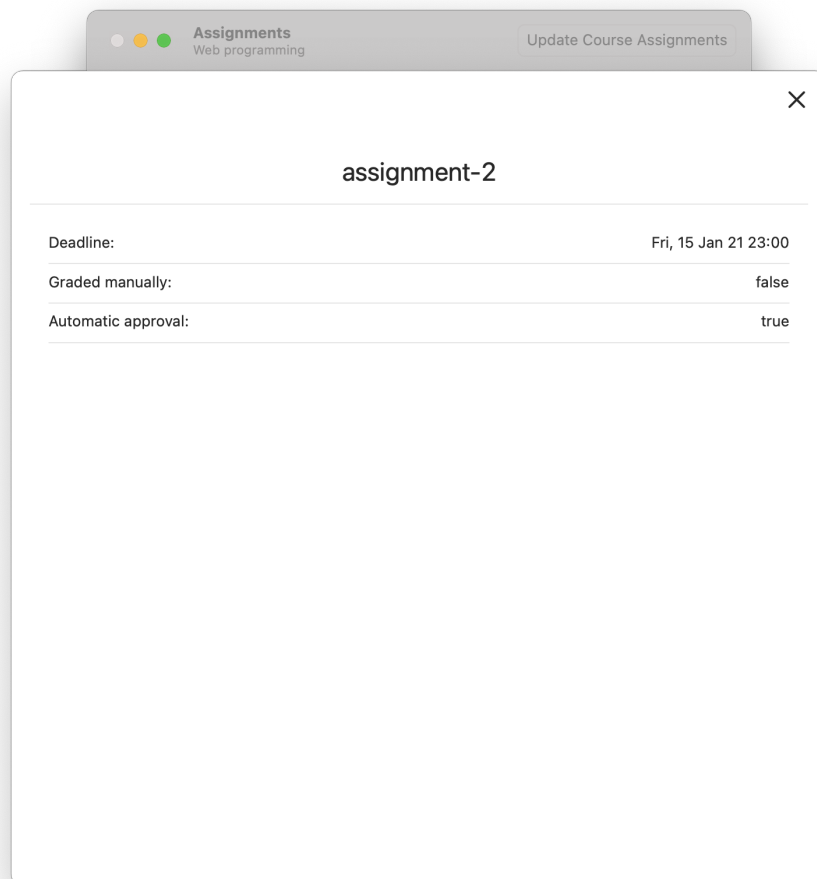 Assignments
Web programming
Update Course Assignments
assignment-2
Deadline: Fri, 15 Jan 21 23:00
Graded manually: false
Automatic approval: true